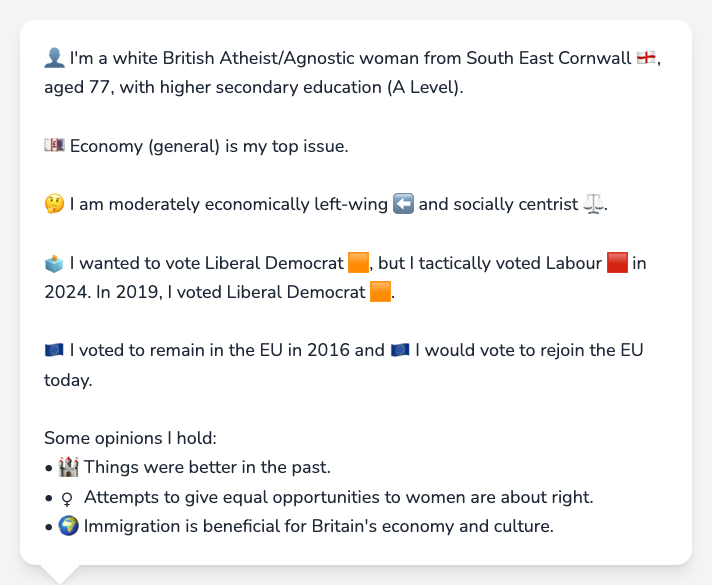 👤 I'm a white British Atheist/Agnostic woman from South East Cornwall 🏴󠁧󠁢󠁥󠁮󠁧󠁿,
aged 77, with higher secondary education (A Level).
💷 Economy (general) is my top issue.
🤔 I am moderately economically left-wing ⬅️ and socially centrist ⚖️.
🗳️ I wanted to vote Liberal Democrat 🟧, but I tactically voted Labour 🟥 in
2024. In 2019, I voted Liberal Democrat 🟧.
🇪🇺 I voted to remain in the EU in 2016 and 🇪🇺 I would vote to rejoin the EU
today.
Some opinions I hold:
• 🏰 Things were better in the past.
• ♀ Attempts to give equal opportunities to women are about right.
• 🌍 Immigration is beneficial for Britain's economy and culture.